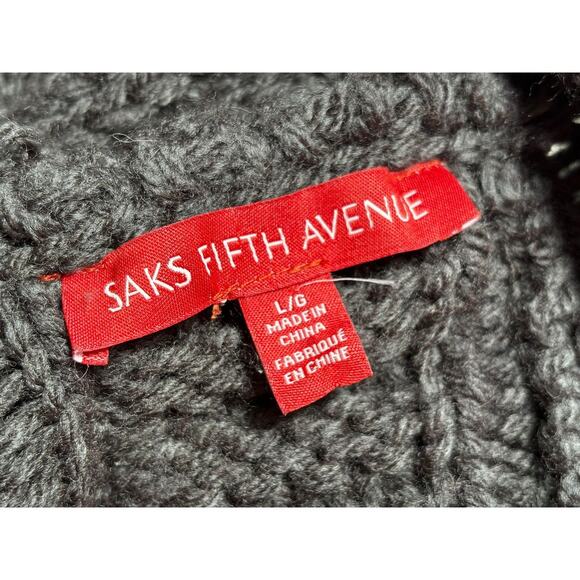 SAKS FIFTH AVENUE
L/G
MADE IN
CHINA
FABRIQUÉ
EN CHINE